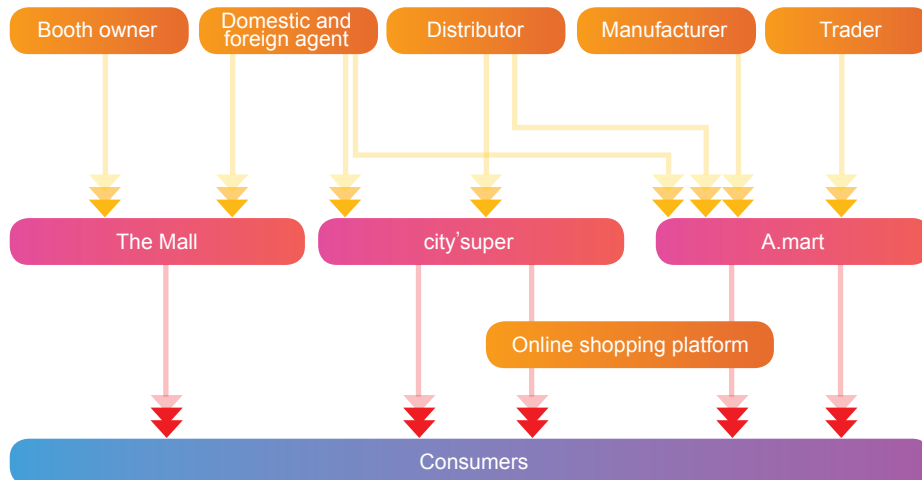 Booth owner
Domestic and
foreign agent
Distributor
Manufacturer
Trader
The Mall
city'super
A.mart
Online shopping platform
Consumers